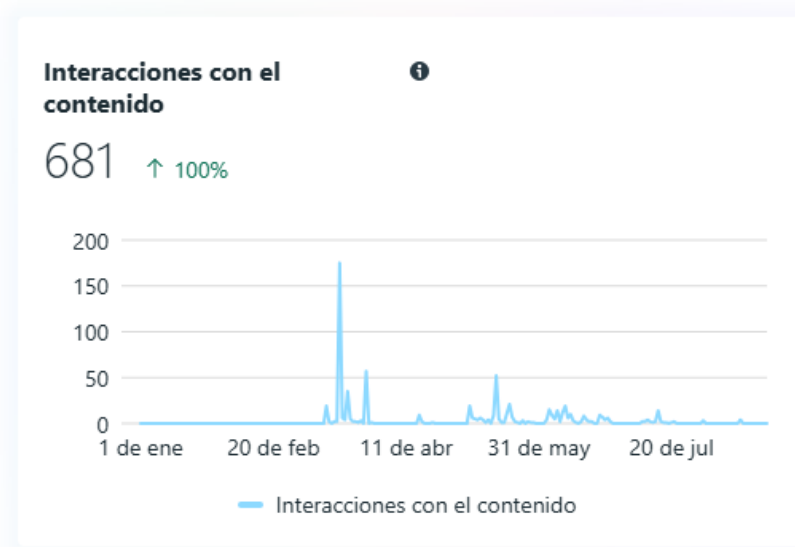 Interacciones con el
contenido
681 ↑ 100%
200
150
100
50
0
1 de ene 20 de feb 11 de abr 31 de may 20 de jul
Interacciones con el contenido